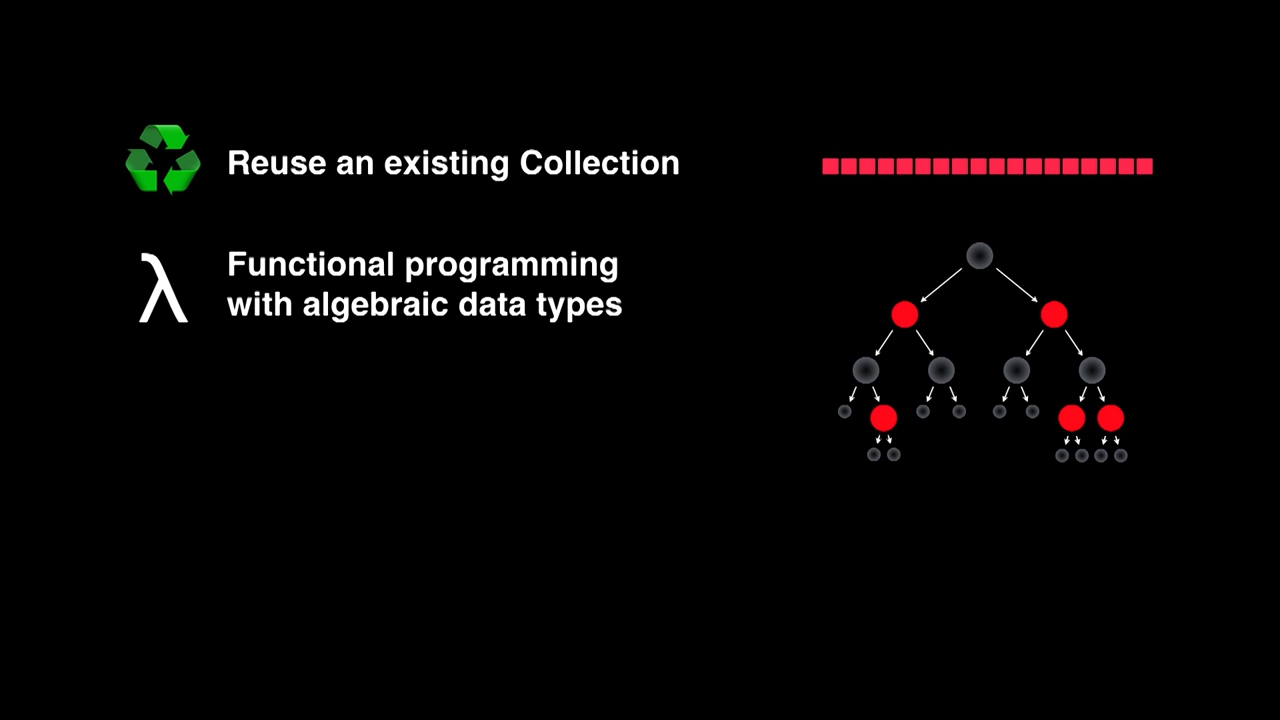 Reuse an existing Collection
λ
Functional programming
with algebraic data types